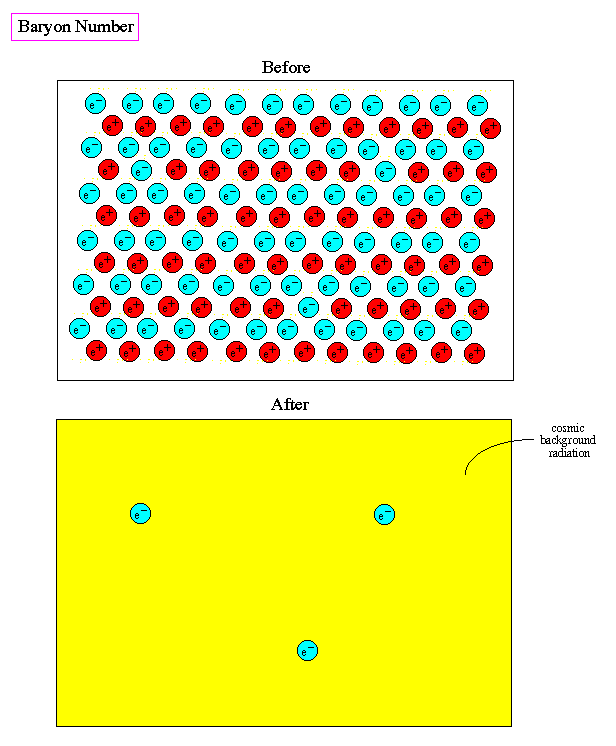 Baryon Number
Before
e⁻ e⁻ e⁻ e⁻ e⁻ e⁻ e⁻ e⁻ e⁻ e⁻ e⁻ e⁻
e⁺ e⁺ e⁺ e⁺ e⁺ e⁺ e⁺ e⁺ e⁺ e⁺ e⁺ e⁺
e⁻ e⁻ e⁻ e⁻ e⁻ e⁻ e⁻ e⁻ e⁻ e⁻ e⁻ e⁻
e⁺ e⁻ e⁺ e⁺ e⁺ e⁺ e⁺ e⁺ e⁻ e⁺ e⁺ e⁺
e⁻ e⁻ e⁻ e⁻ e⁻ e⁻ e⁻ e⁻ e⁻ e⁻ e⁻ e⁻
e⁺ e⁺ e⁺ e⁺ e⁺ e⁺ e⁺ e⁺ e⁺ e⁺ e⁺ e⁺
e⁻ e⁻ e⁻ e⁻ e⁻ e⁻ e⁻ e⁻ e⁻ e⁻ e⁻ e⁻
e⁺ e⁺ e⁺ e⁺ e⁺ e⁺ e⁺ e⁺ e⁺ e⁺ e⁺ e⁺
e⁻ e⁻ e⁻ e⁻ e⁻ e⁻ e⁻ e⁻ e⁻ e⁻ e⁻ e⁻
e⁺ e⁺ e⁺ e⁺ e⁺ e⁺ e⁻ e⁺ e⁺ e⁺ e⁺ e⁺
e⁻ e⁻ e⁻ e⁻ e⁻ e⁻ e⁻ e⁻ e⁻ e⁻ e⁻ e⁻
e⁺ e⁺ e⁺ e⁺ e⁺ e⁺ e⁺ e⁺ e⁺ e⁺ e⁺ e⁺
After
cosmic
background
radiation
e⁻ e⁻
e⁻